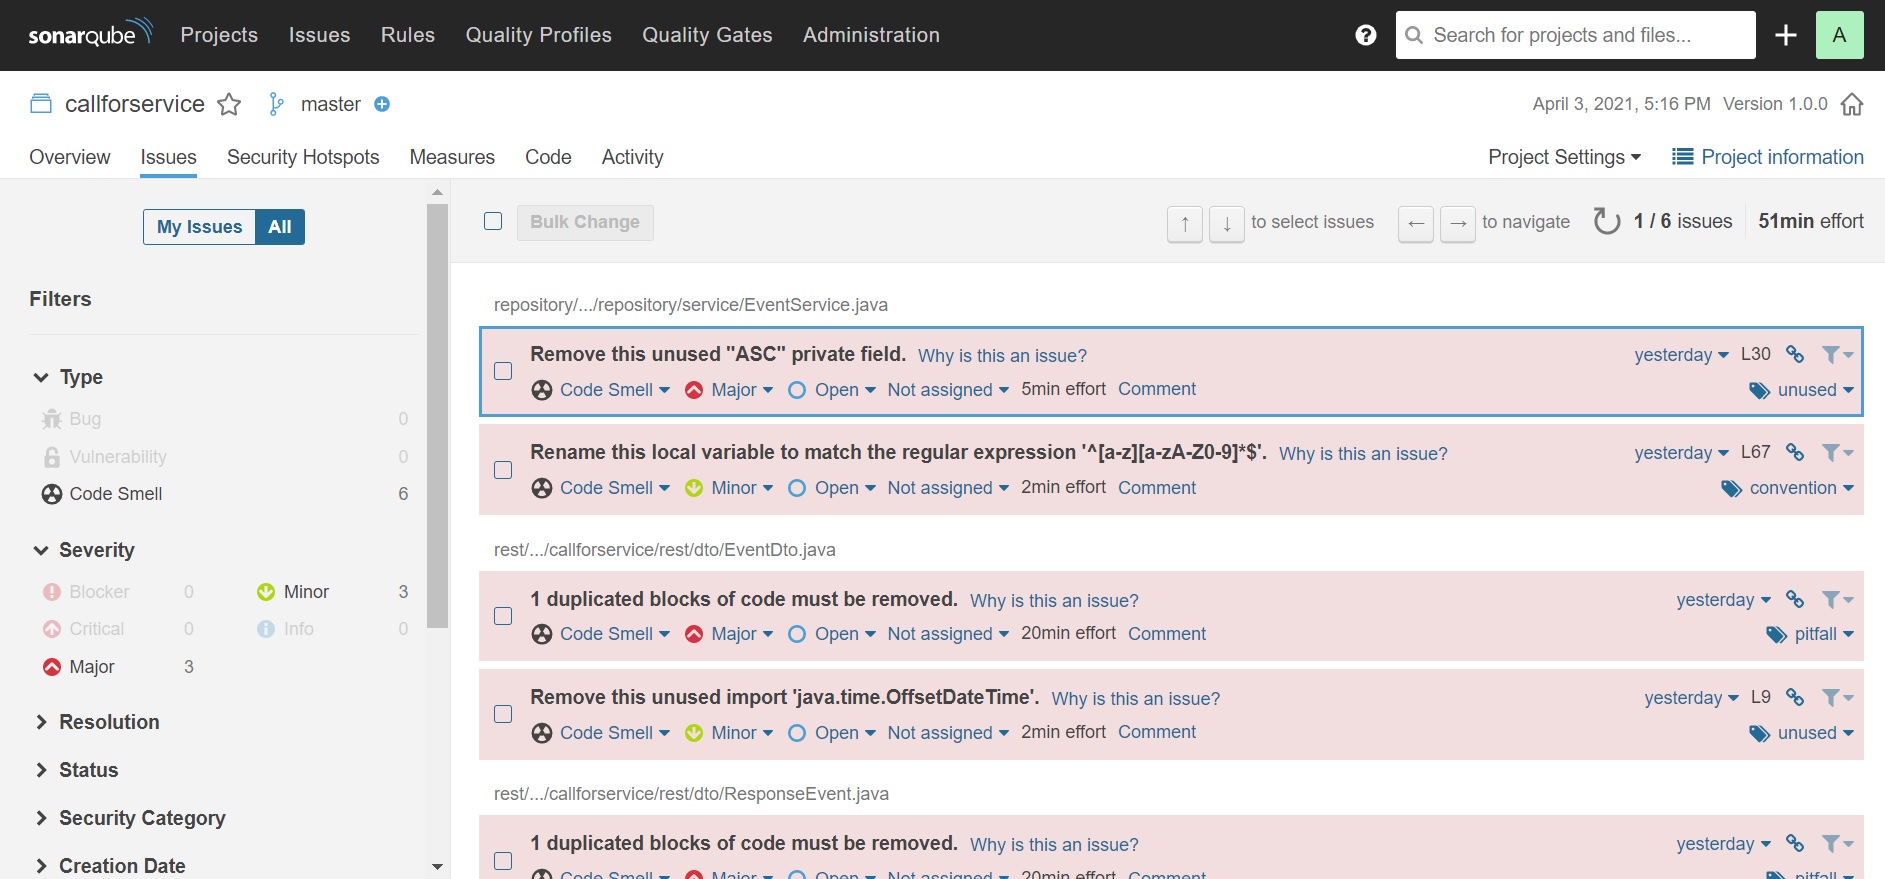 sonarqube Projects Issues Rules Quality Profiles Quality Gates Administration ? Search for projects and files... A
callforservice master April 3, 2021, 5:16 PM Version 1.0.0
Overview Issues Security Hotspots Measures Code Activity Project Settings Project information
My Issues All
Bulk Change ↑ ↓ to select issues ← → to navigate 1 / 6 issues 51min effort
Filters
Type
Bug 0
Vulnerability 0
Code Smell 6
Severity
Blocker 0 Minor 3
Critical 0 Info 0
Major 3
Resolution
Status
Security Category
Creation Date
repository/.../repository/service/EventService.java
Remove this unused "ASC" private field. Why is this an issue? yesterday L30
Code Smell Major Open Not assigned 5min effort Comment unused
Rename this local variable to match the regular expression '^[a-z][a-zA-Z0-9]*$'. Why is this an issue? yesterday L67
Code Smell Minor Open Not assigned 2min effort Comment convention
rest/.../callforservice/rest/dto/EventDto.java
1 duplicated blocks of code must be removed. Why is this an issue? yesterday
Code Smell Major Open Not assigned 20min effort Comment pitfall
Remove this unused import 'java.time.OffsetDateTime'. Why is this an issue? yesterday L9
Code Smell Minor Open Not assigned 2min effort Comment unused
rest/.../callforservice/rest/dto/ResponseEvent.java
1 duplicated blocks of code must be removed. Why is this an issue? yesterday
Code Smell Major Open Not assigned 20min effort Comment pitfall